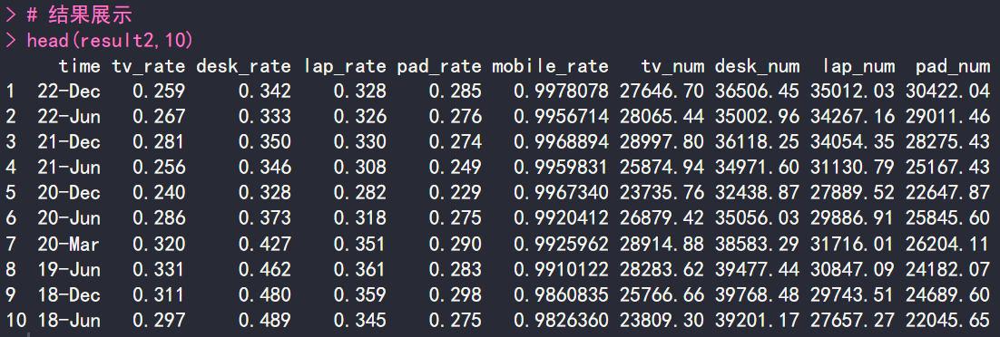 > # 结果展示
> head(result2,10)
time tv_rate desk_rate lap_rate pad_rate mobile_rate tv_num desk_num lap_num pad_num
1 22-Dec 0.259 0.342 0.328 0.285 0.9978078 27646.70 36506.45 35012.03 30422.04
2 22-Jun 0.267 0.333 0.326 0.276 0.9956714 28065.44 35002.96 34267.16 29011.46
3 21-Dec 0.281 0.350 0.330 0.274 0.9968894 28997.80 36118.25 34054.35 28275.43
4 21-Jun 0.256 0.346 0.308 0.249 0.9959831 25874.94 34971.60 31130.79 25167.43
5 20-Dec 0.240 0.328 0.282 0.229 0.9967340 23735.76 32438.87 27889.52 22647.87
6 20-Jun 0.286 0.373 0.318 0.275 0.9920412 26879.42 35056.03 29886.91 25845.60
7 20-Mar 0.320 0.427 0.351 0.290 0.9925962 28914.88 38583.29 31716.01 26204.11
8 19-Jun 0.331 0.462 0.361 0.283 0.9910122 28283.62 39477.44 30847.09 24182.07
9 18-Dec 0.311 0.480 0.359 0.298 0.9860835 25766.66 39768.48 29743.51 24689.60
10 18-Jun 0.297 0.489 0.345 0.275 0.9826360 23809.30 39201.17 27657.27 22045.65